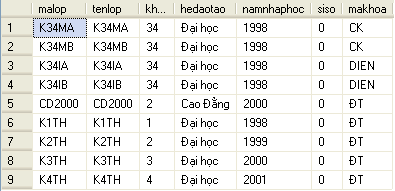 malop tenlop kh... hedaotao namnhaphoc siso makhoa
1 K34MA K34MA 34 Đại học 1998 0 CK
2 K34MB K34MB 34 Đại học 1998 0 CK
3 K34IA K34IA 34 Đại học 1998 0 DIEN
4 K34IB K34IB 34 Đại học 1998 0 DIEN
5 CD2000 CD2000 2 Cao Đẳng 2000 0 ĐT
6 K1TH K1TH 1 Đại học 1998 0 ĐT
7 K2TH K2TH 2 Đại học 1999 0 ĐT
8 K3TH K3TH 3 Đại học 2000 0 ĐT
9 K4TH K4TH 4 Đại học 2001 0 ĐT